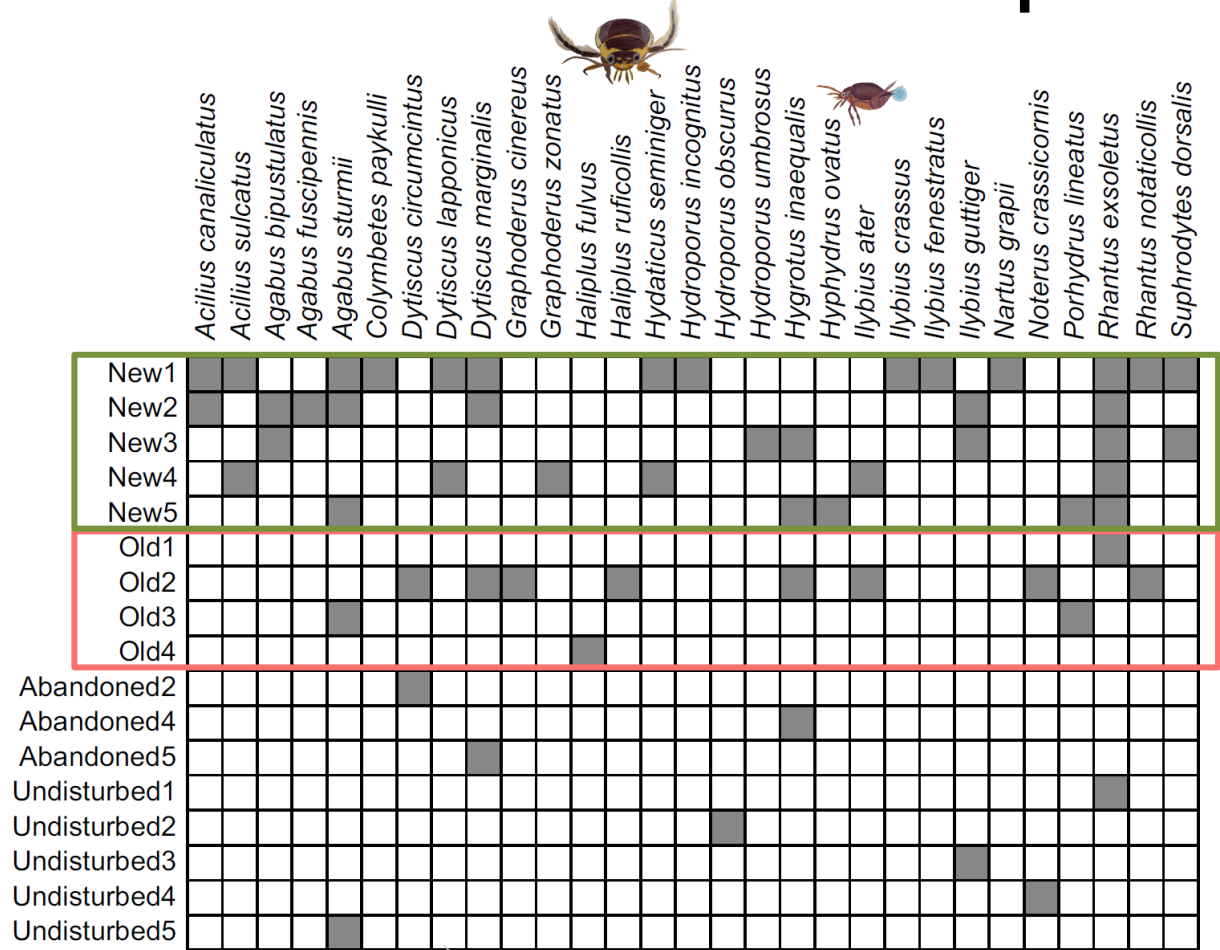 Acilius canaliculatus
Acilius sulcatus
Agabus bipustulatus
Agabus fuscipennis
Agabus sturmii
Colymbetes paykulli
Dytiscus circumcintus
Dytiscus lapponicus
Dytiscus marginalis
Graphoderus cinereus
Graphoderus zonatus
Haliplus fulvus
Haliplus ruficollis
Hydaticus seminiger
Hydroporus incognitus
Hydroporus obscurus
Hydroporus umbrosus
Hygrotus inaequalis
Hyphydrus ovatus
Ilybius ater
Ilybius crassus
Ilybius fenestratus
Ilybius guttiger
Nartus grapii
Noterus crassicornis
Porhydrus lineatus
Rhantus exsoletus
Rhantus notaticollis
Suphrodytes dorsalis
New1
New2
New3
New4
New5
Old1
Old2
Old3
Old4
Abandoned2
Abandoned4
Abandoned5
Undisturbed1
Undisturbed2
Undisturbed3
Undisturbed4
Undisturbed5